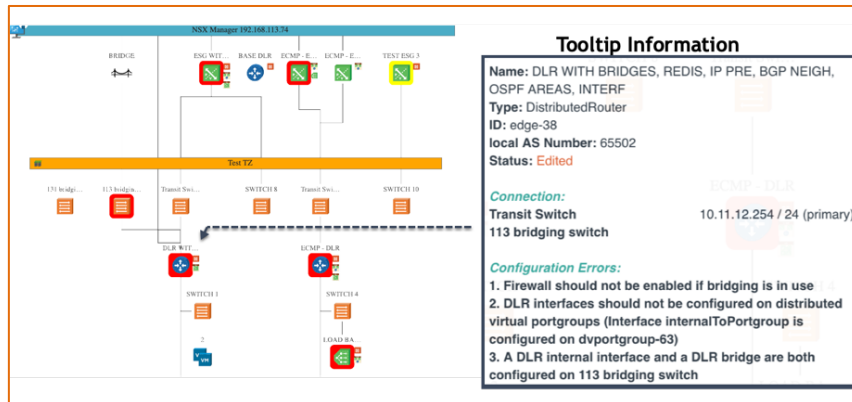 NSX Manager 192.168.113.74
BRIDGE
ESG WIT...
BASE DLR
ECMP - E...
ECMP - E...
TEST ESG 3
Test TZ
113 bridgin...
Transit Swi...
SWITCH 8
Transit Swi...
SWITCH 10
DLR WIT...
ECMP - DLR
SWITCH 1
SWITCH 4
2
LOAD BA...
Tooltip Information
Name: DLR WITH BRIDGES, REDIS, IP PRE, BGP NEIGH,
OSPF AREAS, INTERF
Type: DistributedRouter
ID: edge-38
local AS Number: 65502
Status: Edited
Connection:
Transit Switch 10.11.12.254 / 24 (primary)
113 bridging switch
Configuration Errors:
1. Firewall should not be enabled if bridging is in use
2. DLR interfaces should not be configured on distributed
virtual portgroups (Interface internalToPortgroup is
configured on dvportgroup-63)
3. A DLR internal interface and a DLR bridge are both
configured on 113 bridging switch
ECMP - DLR